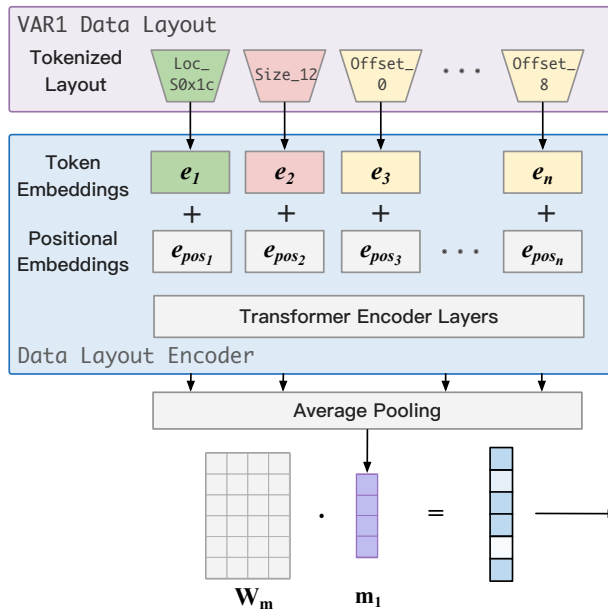 VAR1 Data Layout
Tokenized
Layout
Loc_
S0x1c
Size_12
Offset_
0
. . .
Offset_
8
Token
Embeddings
e1
e2
e3
en
+ + + +
Positional
Embeddings
epos1
epos2
epos3
. . .
eposn
Transformer Encoder Layers
Data Layout Encoder
Average Pooling
· =
Wm
m1